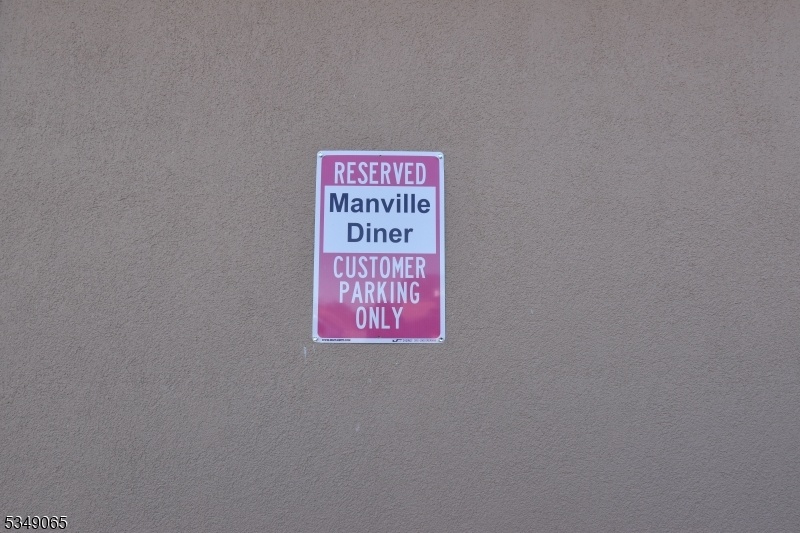 RESERVED
Manville
Diner
CUSTOMER
PARKING
ONLY
5349065